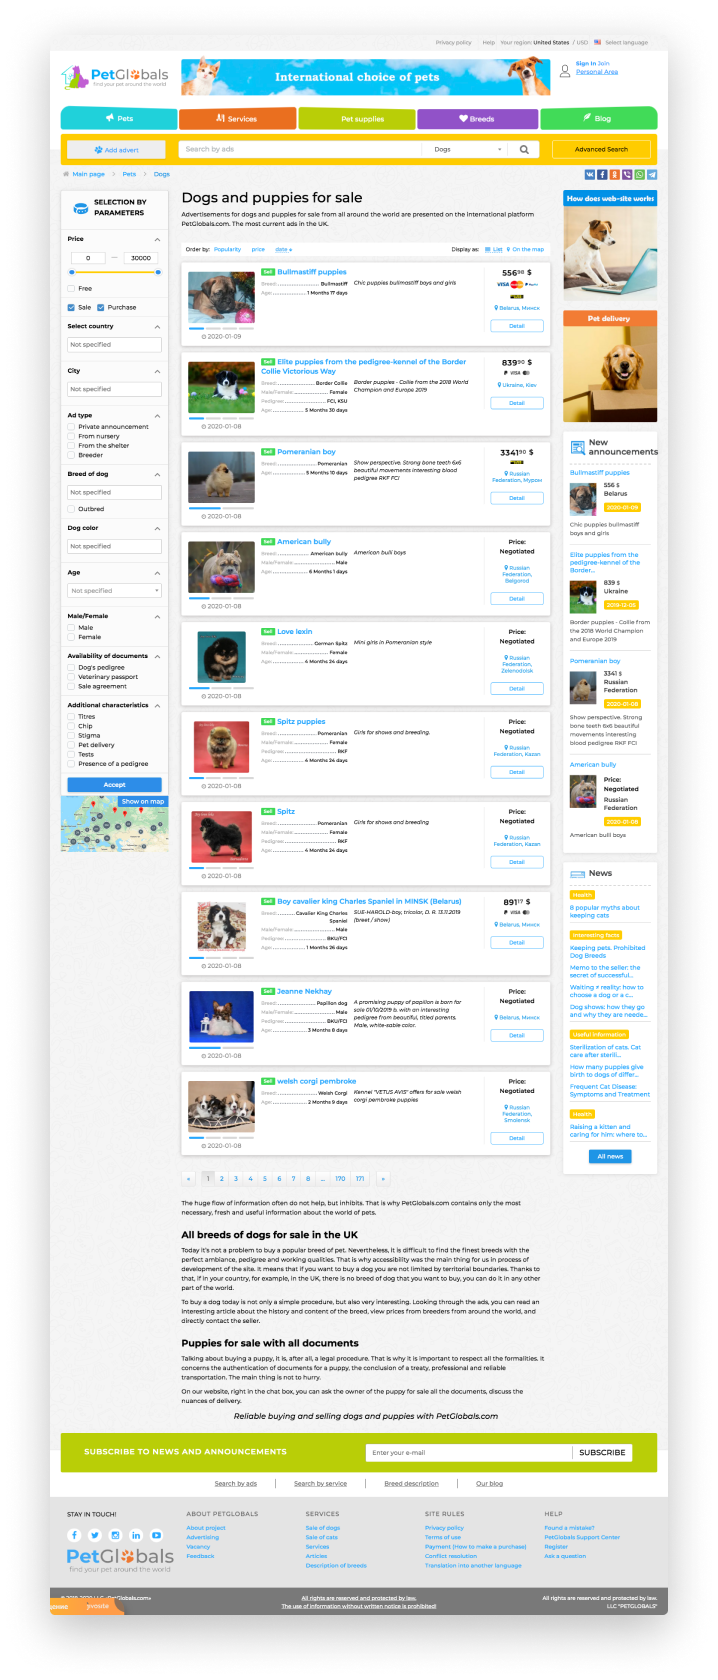 Privacy policy Help Your region: United States / USD Select language
PetGlobals
find your pet around the world
International choice of pets
Sign In Join
Personal Area
Pets
Services
Pet supplies
Breeds
Blog
Add advert
Search by ads
Dogs
Advanced Search
Main page > Pets > Dogs
SELECTION BY
PARAMETERS
Price
0 — 30000
Free
Sale Purchase
Select country
Not specified
City
Not specified
Ad type
Private announcement
From nursery
From the shelter
Breeder
Breed of dog
Not specified
Outbred
Dog color
Not specified
Age
Not specified
Male/Female
Male
Female
Availability of documents
Dog's pedigree
Veterinary passport
Sale agreement
Additional characteristics
Titres
Chip
Stigma
Pet delivery
Tests
Presence of a pedigree
Accept
Show on map
Dogs and puppies for sale
Advertisements for dogs and puppies for sale from all around the world are presented on the international platform
PetGlobals.com. The most current ads in the UK.
Order by: Popularity price date
Display as: List On the map
Sell Bullmastiff puppies
Breed: Bullmastiff
Age: 1 Months 17 days
Chic puppies bullmastiff boys and girls
2020-01-09
556 98 $
VISA
Belarus, Минск
Detail
Sell Elite puppies from the pedigree-kennel of the Border
Collie Victorious Way
Breed: Border Collie
Male/Female: Female
Pedigree: FCI, KSU
Age: 5 Months 30 days
Border puppies - Collie from the 2018 World
Champion and Europe 2019
2020-01-08
839 90 $
VISA
Ukraine, Kiev
Detail
Sell Pomeranian boy
Breed: Pomeranian
Age: 5 Months 10 days
Show perspective. Strong bone teeth 6x6
beautiful movements interesting blood
pedigree RKF FCI
2020-01-08
3341 90 $
Russian
Federation, Муром
Detail
Sell American bully
Breed: American bully
Male/Female: Male
Age: 6 Months 1 days
American bulli boys
2020-01-08
Price:
Negotiated
Russian
Federation,
Belgorod
Detail
Sell Love lexin
Breed: German Spitz
Male/Female: Female
Age: 4 Months 24 days
Mini girls in Pomeranian style
2020-01-08
Price:
Negotiated
Russian
Federation,
Zelenodolsk
Detail
Sell Spitz puppies
Breed: Pomeranian
Male/Female: Female
Pedigree: RKF
Age: 4 Months 24 days
Girls for shows and breeding.
2020-01-08
Price:
Negotiated
Russian
Federation, Kazan
Detail
Sell Spitz
Breed: Pomeranian
Male/Female: Female
Pedigree: RKF
Age: 4 Months 24 days
Girls for shows and breeding
2020-01-08
Price:
Negotiated
Russian
Federation, Kazan
Detail
Sell Boy cavalier king Charles Spaniel in MINSK (Belarus)
Breed: Cavalier King Charles
Spaniel
Male/Female: Male
Pedigree: BKU/FCI
Age: 1 Months 26 days
SUE-HAROLD-boy, tricolor, D. R. 13.11.2019
(breet / show)
2020-01-08
891 17 $
VISA
Belarus, Минск
Detail
Sell Jeanne Nekhay
Breed: Papillon dog
Male/Female: Male
Pedigree: BKU/FCI
Age: 3 Months 8 days
A promising puppy of papilion is born for
sale 01/10/2019 b. with an interesting
pedigree from beautiful, titled parents.
Male, white-sable color.
2020-01-08
Price:
Negotiated
Belarus, Минск
Detail
Sell welsh corgi pembroke
Breed: Welsh Corgi
Age: 2 Months 9 days
Kennel "VETUS AVIS" offers for sale welsh
corgi pembroke puppies
2020-01-08
Price:
Negotiated
Russian
Federation,
Smolensk
Detail
« 1 2 3 4 5 6 7 8 ... 170 171 »
The huge flow of information often do not help, but inhibits. That is why PetGlobals.com contains only the most
necessary, fresh and useful information about the world of pets.
All breeds of dogs for sale in the UK
Today it's not a problem to buy a popular breed of pet. Nevertheless, it is difficult to find the finest breeds with the
perfect ambiance, pedigree and working qualities. That is why accessibility was the main thing for us in process of
development of the site. It means that if you want to buy a dog you are not limited by territorial boundaries. Thanks to
that, if in your country, for example, in the UK, there is no breed of dog that you want to buy, you can do it in any other
part of the world.
To buy a dog today is not only a simple procedure, but also very interesting. Looking through the ads, you can read an
interesting article about the history and content of the breed, view prices from breeders from around the world, and
directly contact the seller.
Puppies for sale with all documents
Talking about buying a puppy, it is, after all, a legal procedure. That is why it is important to respect all the formalities. It
concerns the authentication of documents for a puppy, the conclusion of a treaty, professional and reliable
transportation. The main thing is not to hurry.
On our website, right in the chat box, you can ask the owner of the puppy for sale all the documents, discuss the
nuances of delivery.
Reliable buying and selling dogs and puppies with PetGlobals.com
How does web-site works
Pet delivery
New
announcements
Bullmastiff puppies
556 $
Belarus
2020-01-09
Chic puppies bullmastiff
boys and girls
Elite puppies from the
pedigree-kennel of the
Border...
839 $
Ukraine
2019-12-05
Border puppies - Collie from
the 2018 World Champion
and Europe 2019
Pomeranian boy
3341 $
Russian
Federation
2020-01-08
Show perspective. Strong
bone teeth 6x6 beautiful
movements interesting
blood pedigree RKF FCI
American bully
Price:
Negotiated
Russian
Federation
2020-01-08
American bulli boys
News
Health
8 popular myths about
keeping cats
Interesting facts
Keeping pets. Prohibited
Dog Breeds
Memo to the seller: the
secret of successful...
Waiting ≠ reality: how to
choose a dog or a c...
Dog shows: how they go
and why they are neede...
Useful information
Sterilization of cats. Cat
care after sterili...
How many puppies give
birth to dogs of differ...
Frequent Cat Disease:
Symptoms and Treatment
Health
Raising a kitten and
caring for him: where to...
All news
SUBSCRIBE TO NEWS AND ANNOUNCEMENTS
Enter your e-mail
SUBSCRIBE
Search by ads
Search by service
Breed description
Our blog
STAY IN TOUCH!
PetGlobals
find your pet around the world
ABOUT PETGLOBALS
About project
Advertising
Vacancy
Feedback
SERVICES
Sale of dogs
Sale of cats
Services
Articles
Description of breeds
SITE RULES
Privacy policy
Terms of use
Payment (How to make a purchase)
Conflict resolution
Translation into another language
HELP
Found a mistake?
PetGlobals Support Center
Register
Ask a question
LLC «PetGlobals.com»
All rights are reserved and protected by law.
The use of information without written notice is prohibited!
All rights are reserved and protected by law.
LLC "PETGLOBALS"